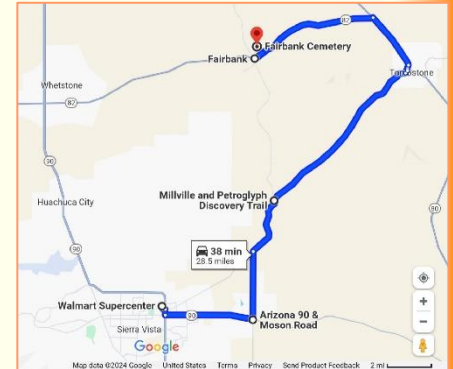 82
Fairbank Cemetery
Fairbank
Whetstone
82
Tombstone
90
Huachuca City
Millville and Petroglyph
Discovery Trail
80
90
38 min
28.5 miles
Walmart Supercenter
90
Arizona 90 &
Moson Road
Sierra Vista
Google
Map data ©2024 Google United States Terms Privacy Send Product Feedback 2 mi